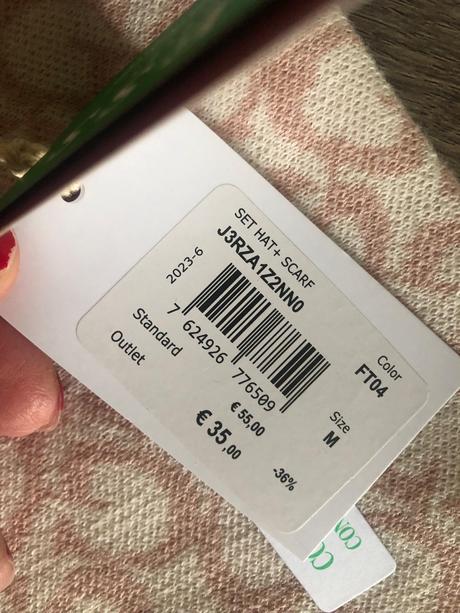 SET HAT+ SCARF
J3RZA1Z2NN0
2023-6
7 624926 776509
Standard
Outlet
Color
FT04
Size
M
€ 55,00
€ 35,00
-36%